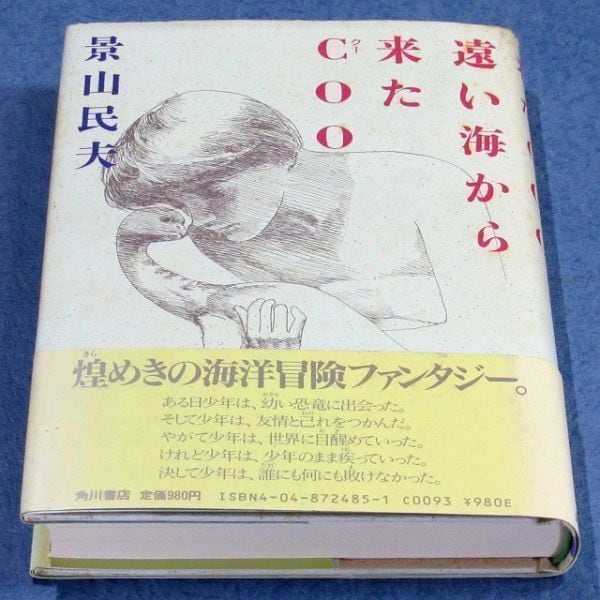 遠い海から
来た
COO
クー
景山民夫
煌めきの海洋冒険ファンタジー。
きら
ある日少年は、幼い恐竜に出会った。
そして少年は、友情と己れをつかんだ。
やがて少年は、世界に目醒めていった。
けれど少年は、少年のまま疾っていった。
決して少年は、誰にも何にも敗けなかった。
角川書店 定価980円 ISBN4-04-872485-1 C0093 ¥980E